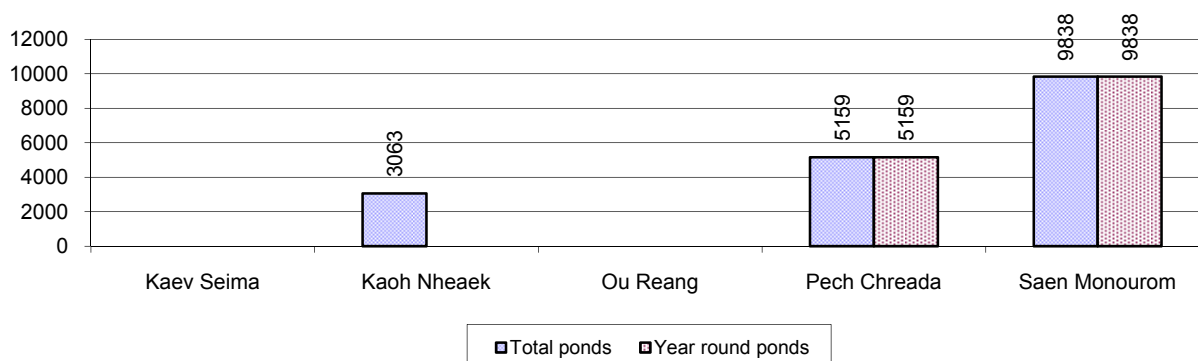 12000
10000
8000
6000
4000
2000
0
3063
5159
5159
9838
9838
Kaev Seima
Kaoh Nheaek
Ou Reang
Pech Chreada
Saen Monourom
Total ponds
Year round ponds